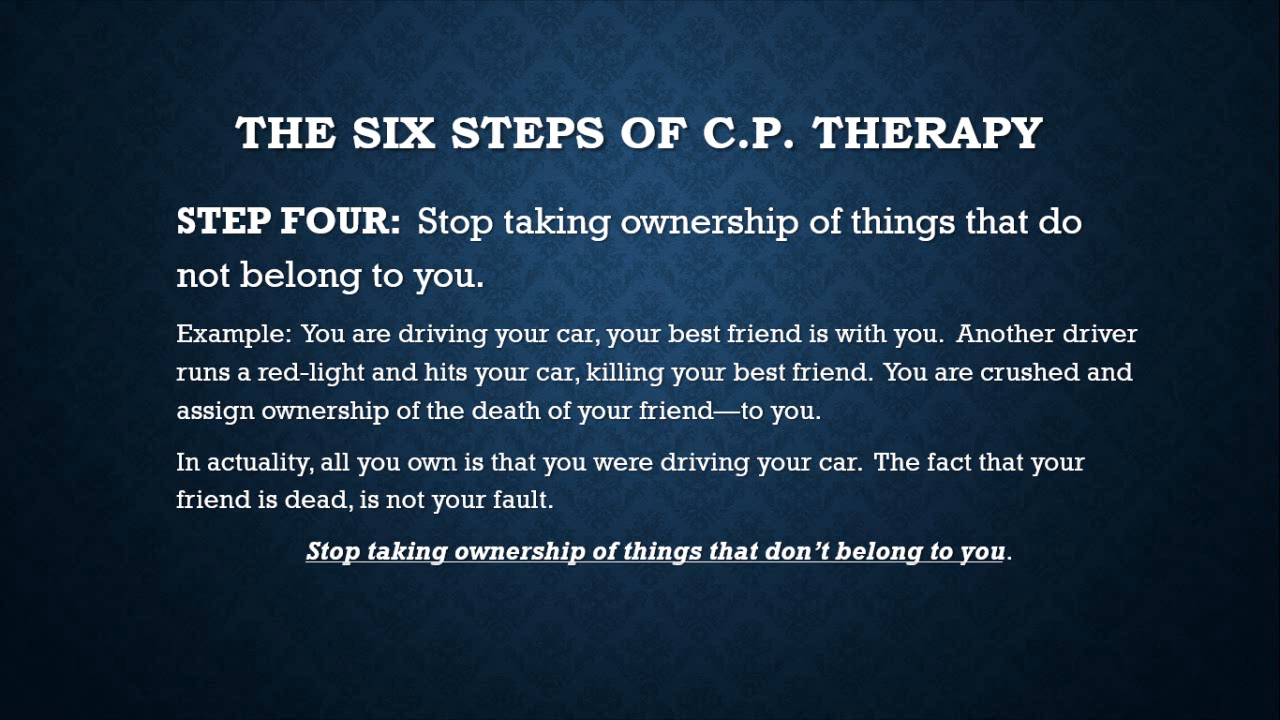 THE SIX STEPS OF C.P. THERAPY
STEP FOUR: Stop taking ownership of things that do
not belong to you.
Example: You are driving your car, your best friend is with you. Another driver
runs a red-light and hits your car, killing your best friend. You are crushed and
assign ownership of the death of your friend—to you.
In actuality, all you own is that you were driving your car. The fact that your
friend is dead, is not your fault.
Stop taking ownership of things that don’t belong to you.